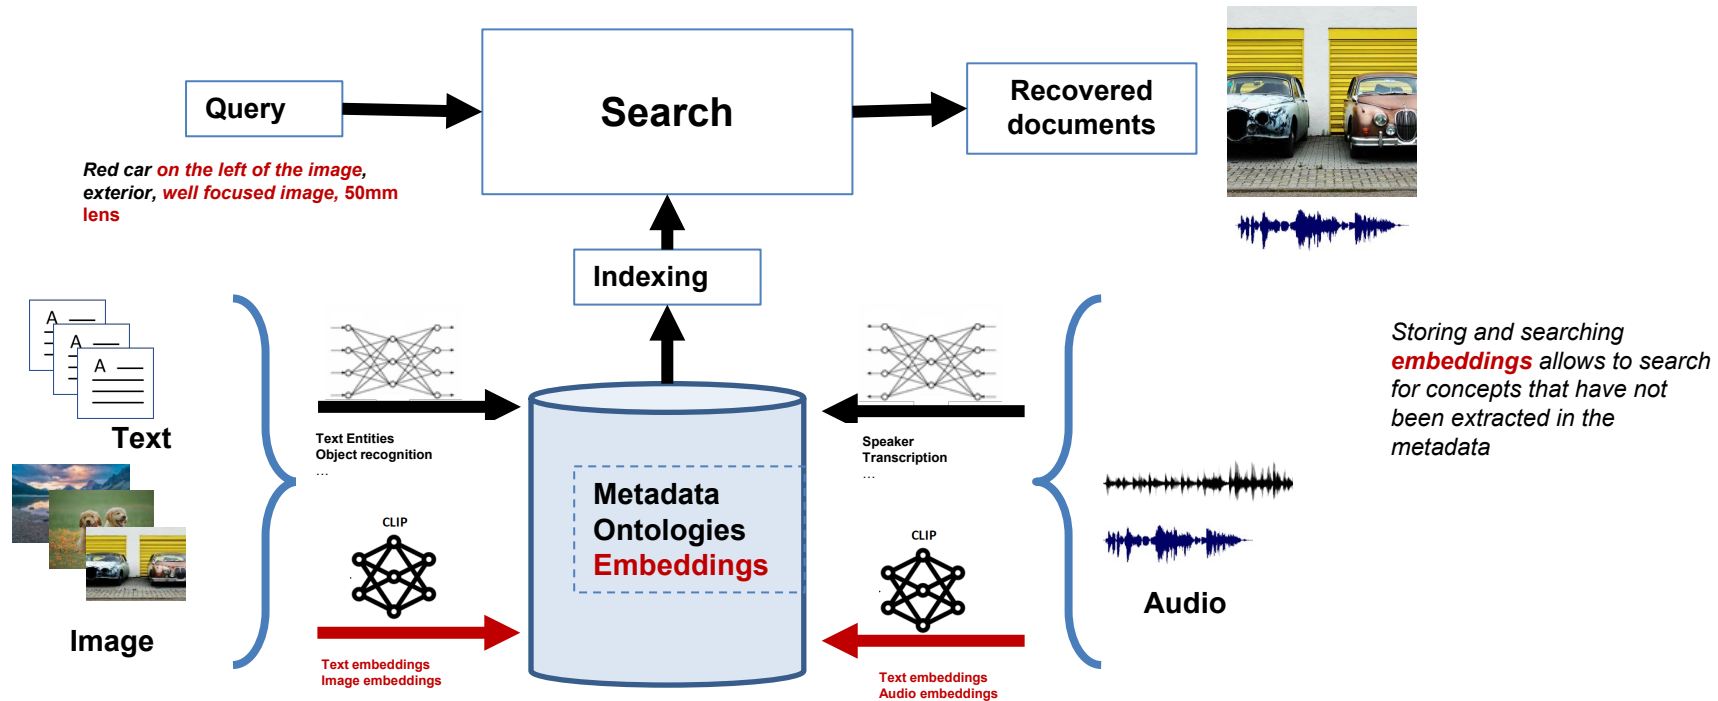 Query
Search
Recovered
documents
Red car on the left of the image,
exterior, well focused image, 50mm
lens
Indexing
A
A
A
Text
Text Entities
Object recognition
...
Speaker
Transcription
...
Storing and searching
embeddings allows to search
for concepts that have not
been extracted in the
metadata
Metadata
Ontologies
Embeddings
CLIP
CLIP
Image
Audio
Text embeddings
Image embeddings
Text embeddings
Audio embeddings